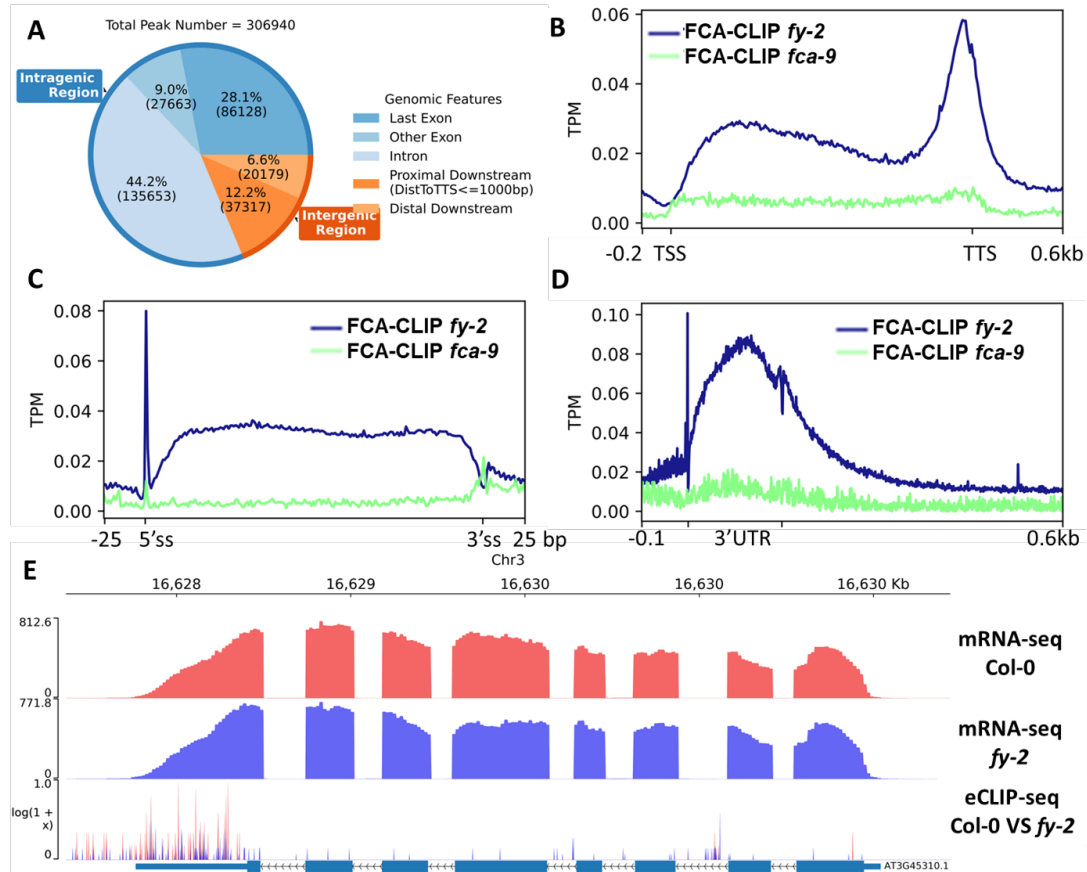 A
Total Peak Number = 306940
Intragenic
Region
9.0%
(27663)
28.1%
(86128)
44.2%
(135653)
6.6%
(20179)
12.2%
(37317)
Intergenic
Region
Genomic Features
Last Exon
Other Exon
Intron
Proximal Downstream
(DistToTTS<=1000bp)
Distal Downstream
B
FCA-CLIP fy-2
FCA-CLIP fca-9
TPM
0.06
0.04
0.02
0.00
-0.2 TSS TTS 0.6kb
C
FCA-CLIP fy-2
FCA-CLIP fca-9
TPM
0.08
0.06
0.04
0.02
0.00
-25 5'ss 3'ss 25 bp
D
FCA-CLIP fy-2
FCA-CLIP fca-9
TPM
0.10
0.08
0.06
0.04
0.02
0.00
-0.1 3'UTR 0.6kb
E
Chr3
16,628 16,629 16,630 16,630 16,630 Kb
812.6
0
mRNA-seq
Col-0
771.8
0
mRNA-seq
fy-2
1.0
log(1 +
x)
0
eCLIP-seq
Col-0 VS fy-2
AT3G45310.1